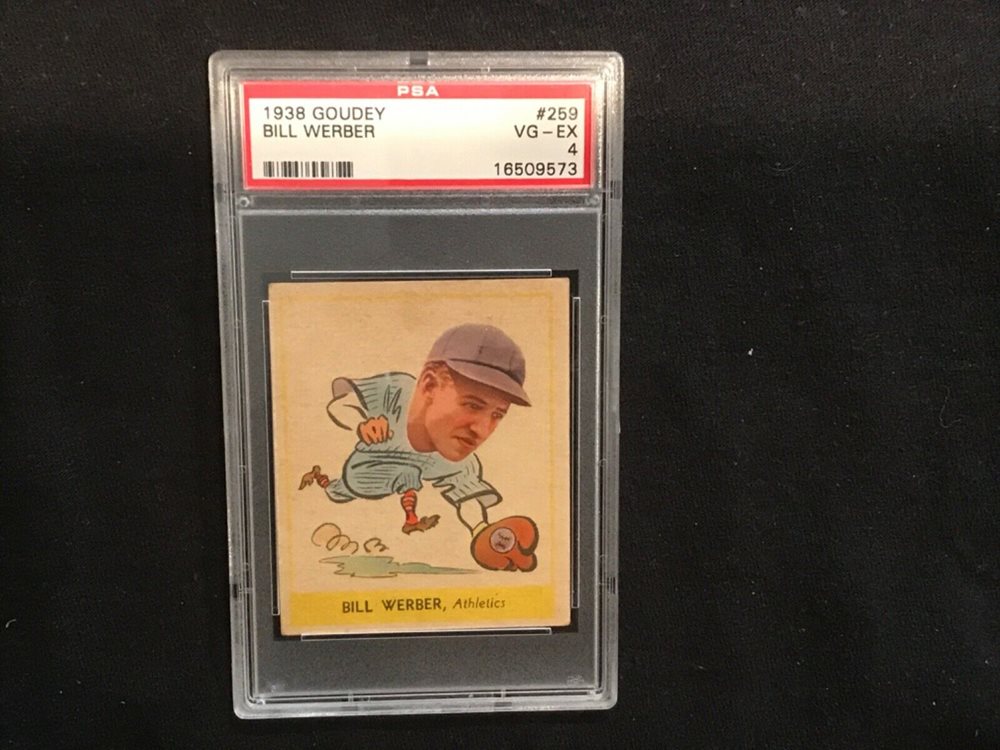 PSA
1938 GOUDEY #259
BILL WERBER VG-EX
4
16509573
BILL WERBER, Athletics